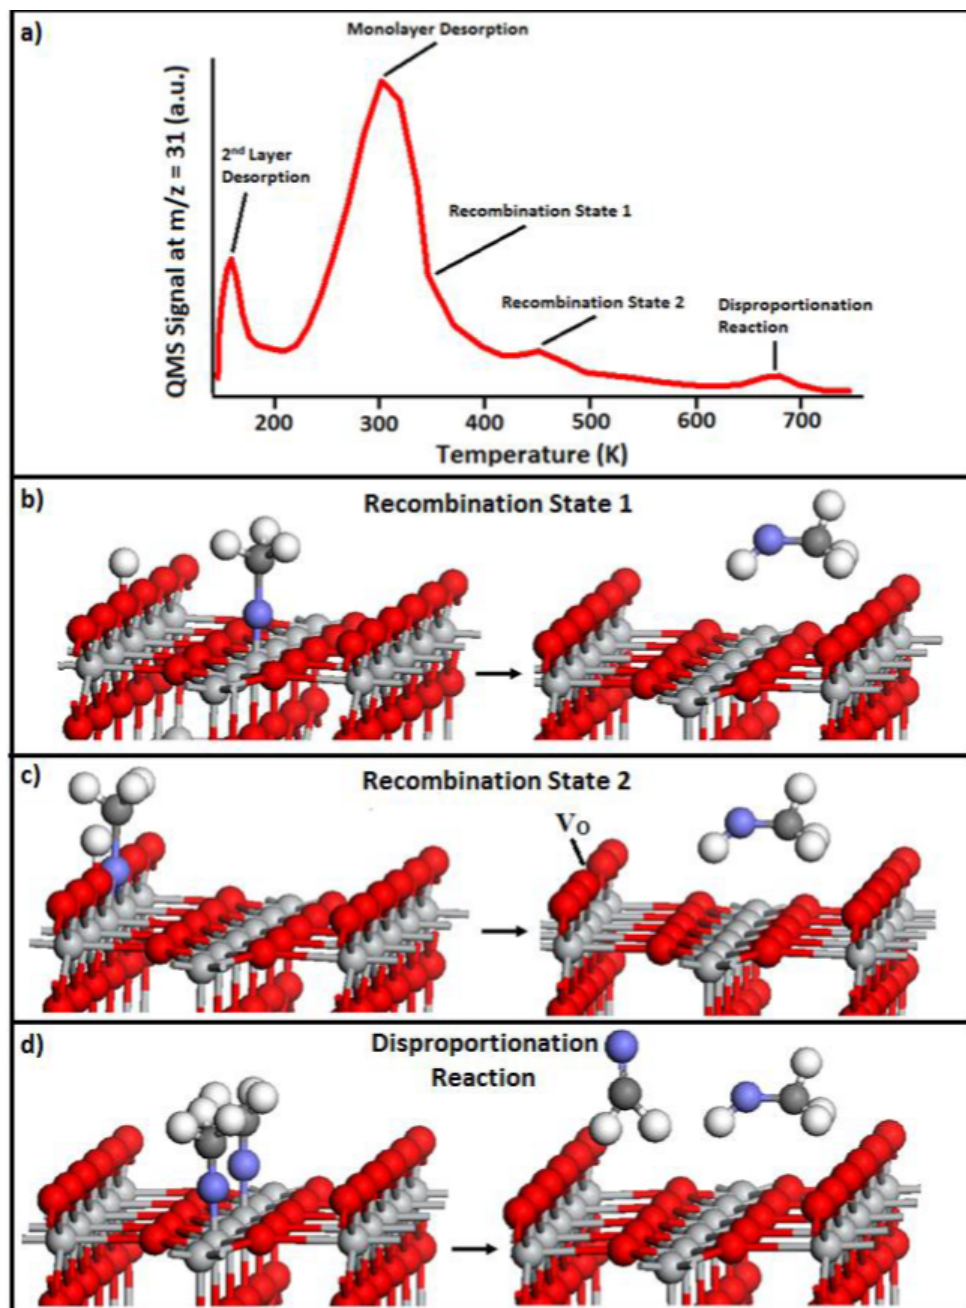 a)
Monolayer Desorption
QMS Signal at m/z = 31 (a.u.)
2nd Layer
Desorption
Recombination State 1
Recombination State 2
Disproportionation
Reaction
200 300 400 500 600 700
Temperature (K)
b)
Recombination State 1
c)
Recombination State 2
VO
d)
Disproportionation
Reaction